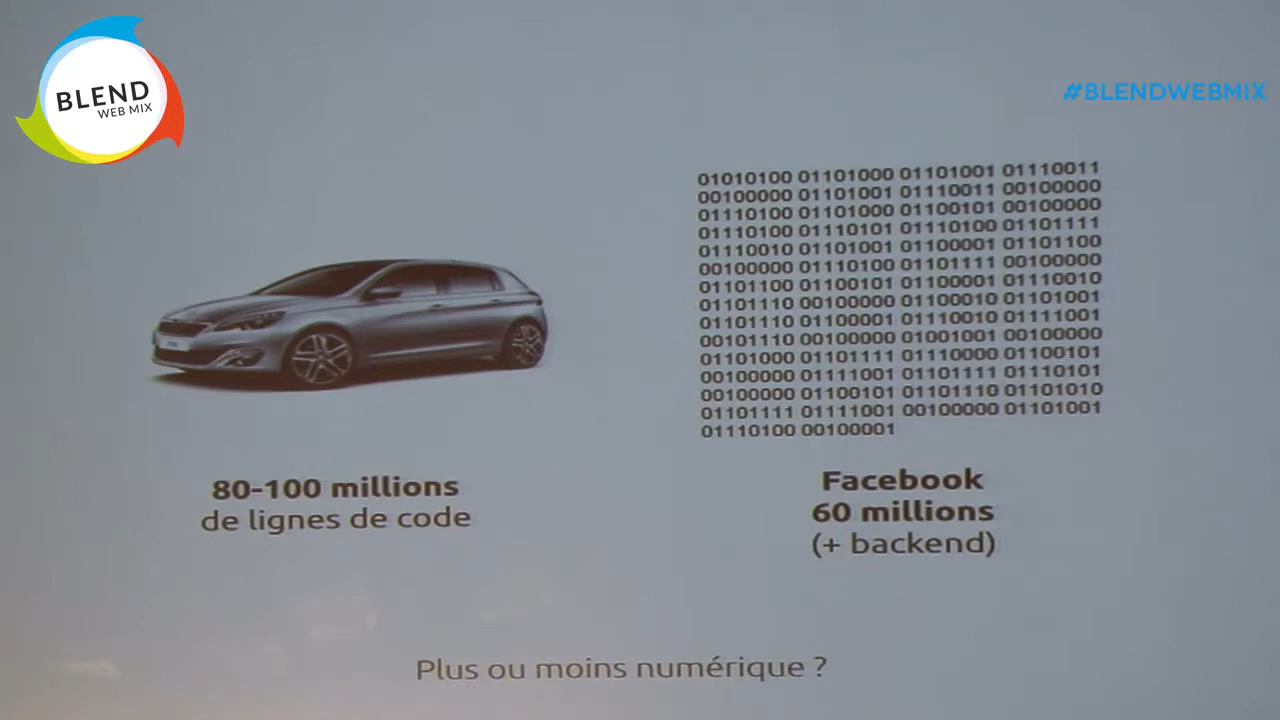 BLEND
WEB MIX
#BLENDWEBMIX
01010100 01101000 01101001 01110011
00100000 01101001 01110011 00100000
01110100 01101000 01100101 00100000
01110100 01110101 01110100 01101111
01110010 01101001 01100001 01101100
00100000 01110100 01101111 00100000
01101100 01100101 01100001 01110010
01101110 00100000 01100010 01101001
01101110 01100001 01110010 01111001
00101110 00100000 01001001 00100000
01101000 01101111 01110000 01100101
00100000 01111001 01101111 01110101
00100000 01100101 01101110 01101010
01101111 01111001 00100000 01101001
01110100 00100001
80-100 millions
de lignes de code
Facebook
60 millions
(+ backend)
Plus ou moins numérique ?